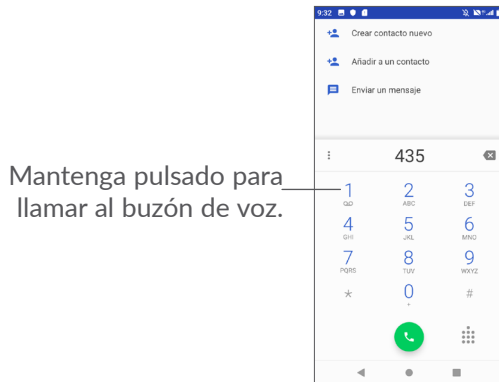 9:32
Crear contacto nuevo
Añadir a un contacto
Enviar un mensaje
435
Mantenga pulsado para
llamar al buzón de voz.
1 2 3
ABC DEF
4 5 6
GHI JKL MNO
7 8 9
PQRS TUV WXYZ
* 0 #
+